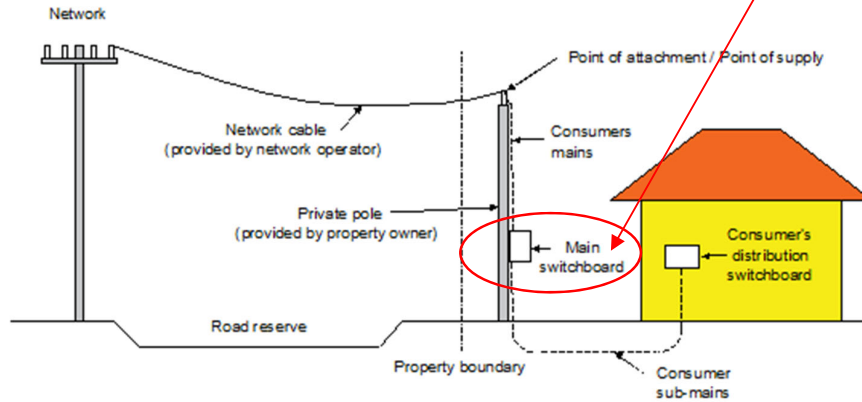 Network
Point of attachment / Point of supply
Network cable
(provided by network operator)
Consumers
mains
Private pole
(provided by property owner)
Main
switchboard
Consumer's
distribution
switchboard
Road reserve
Property boundary
Consumer
sub-mains